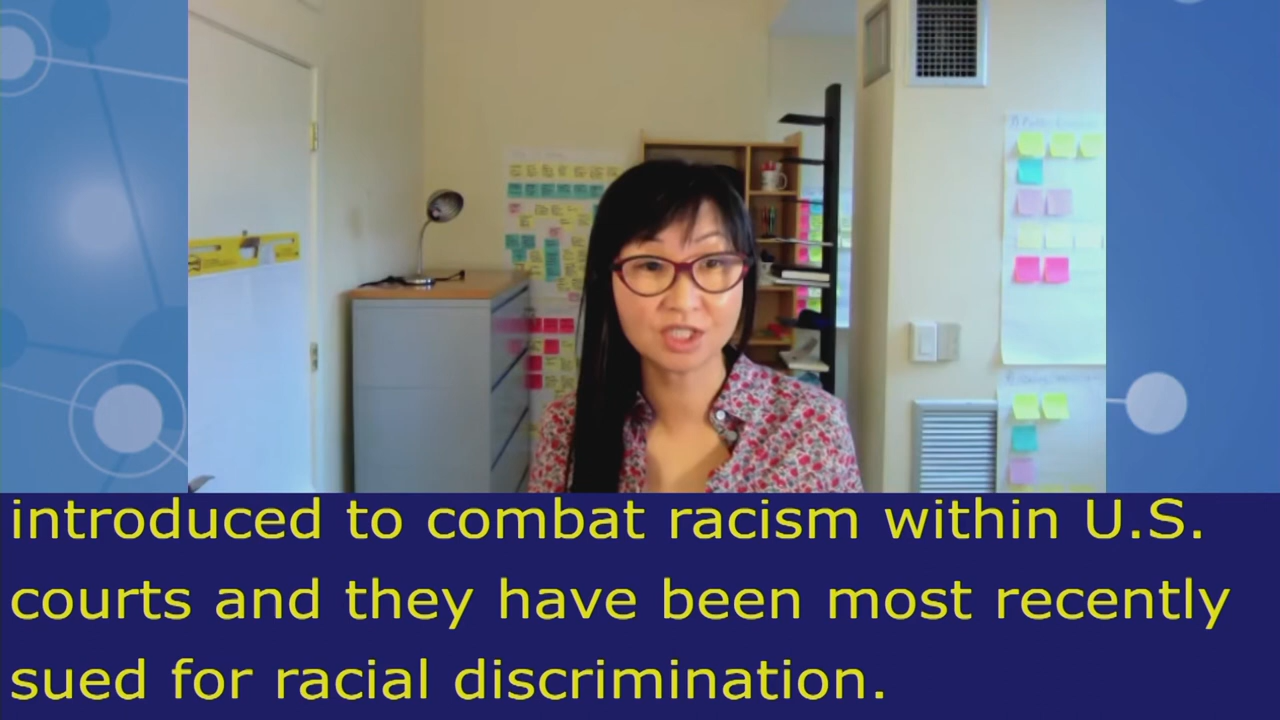 introduced to combat racism within U.S.
courts and they have been most recently
sued for racial discrimination.